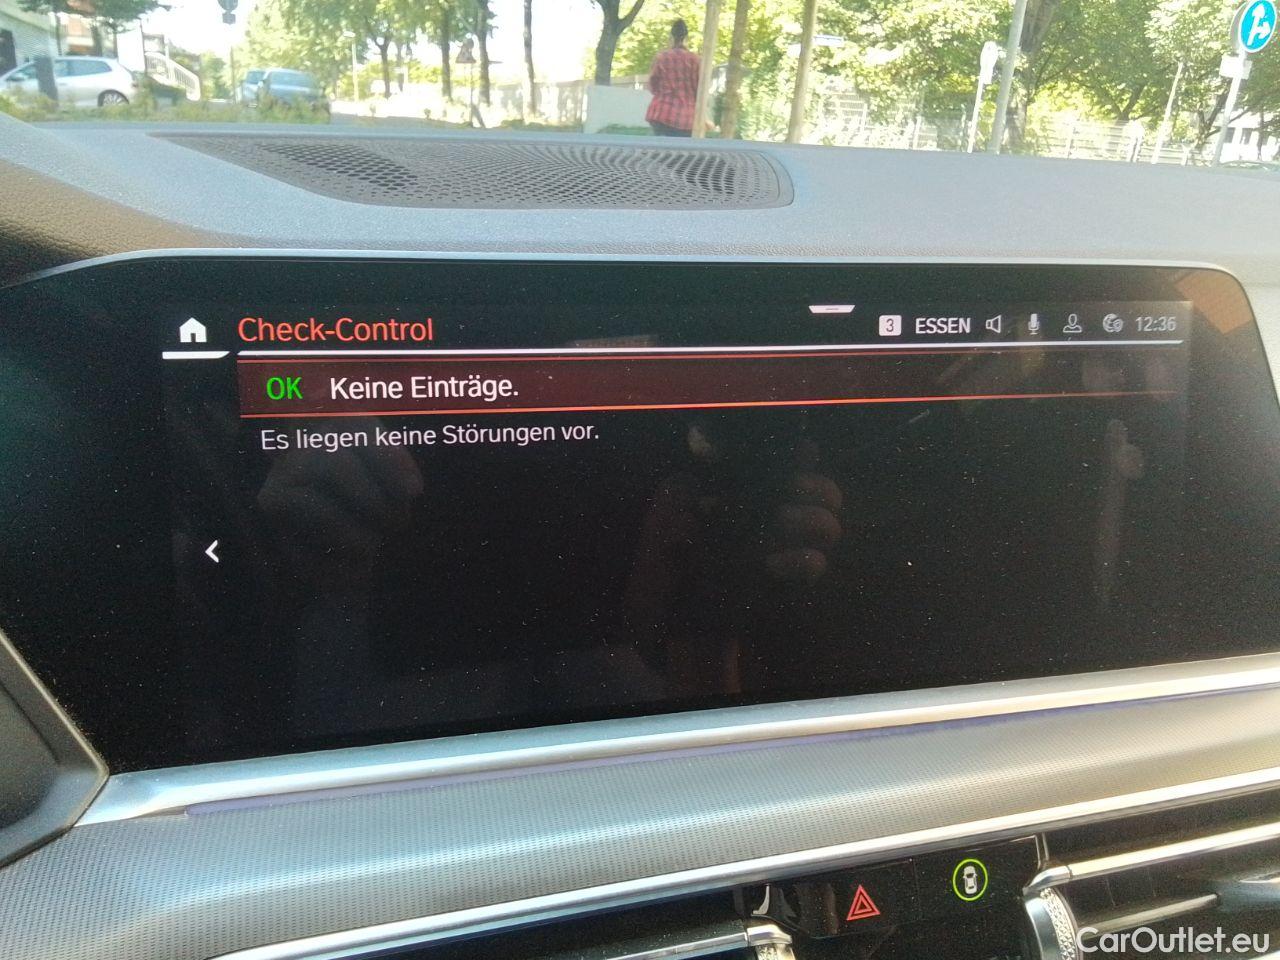 Check-Control
3 ESSEN 12:36
OK Keine Einträge.
Es liegen keine Störungen vor.
CarOutlet.eu